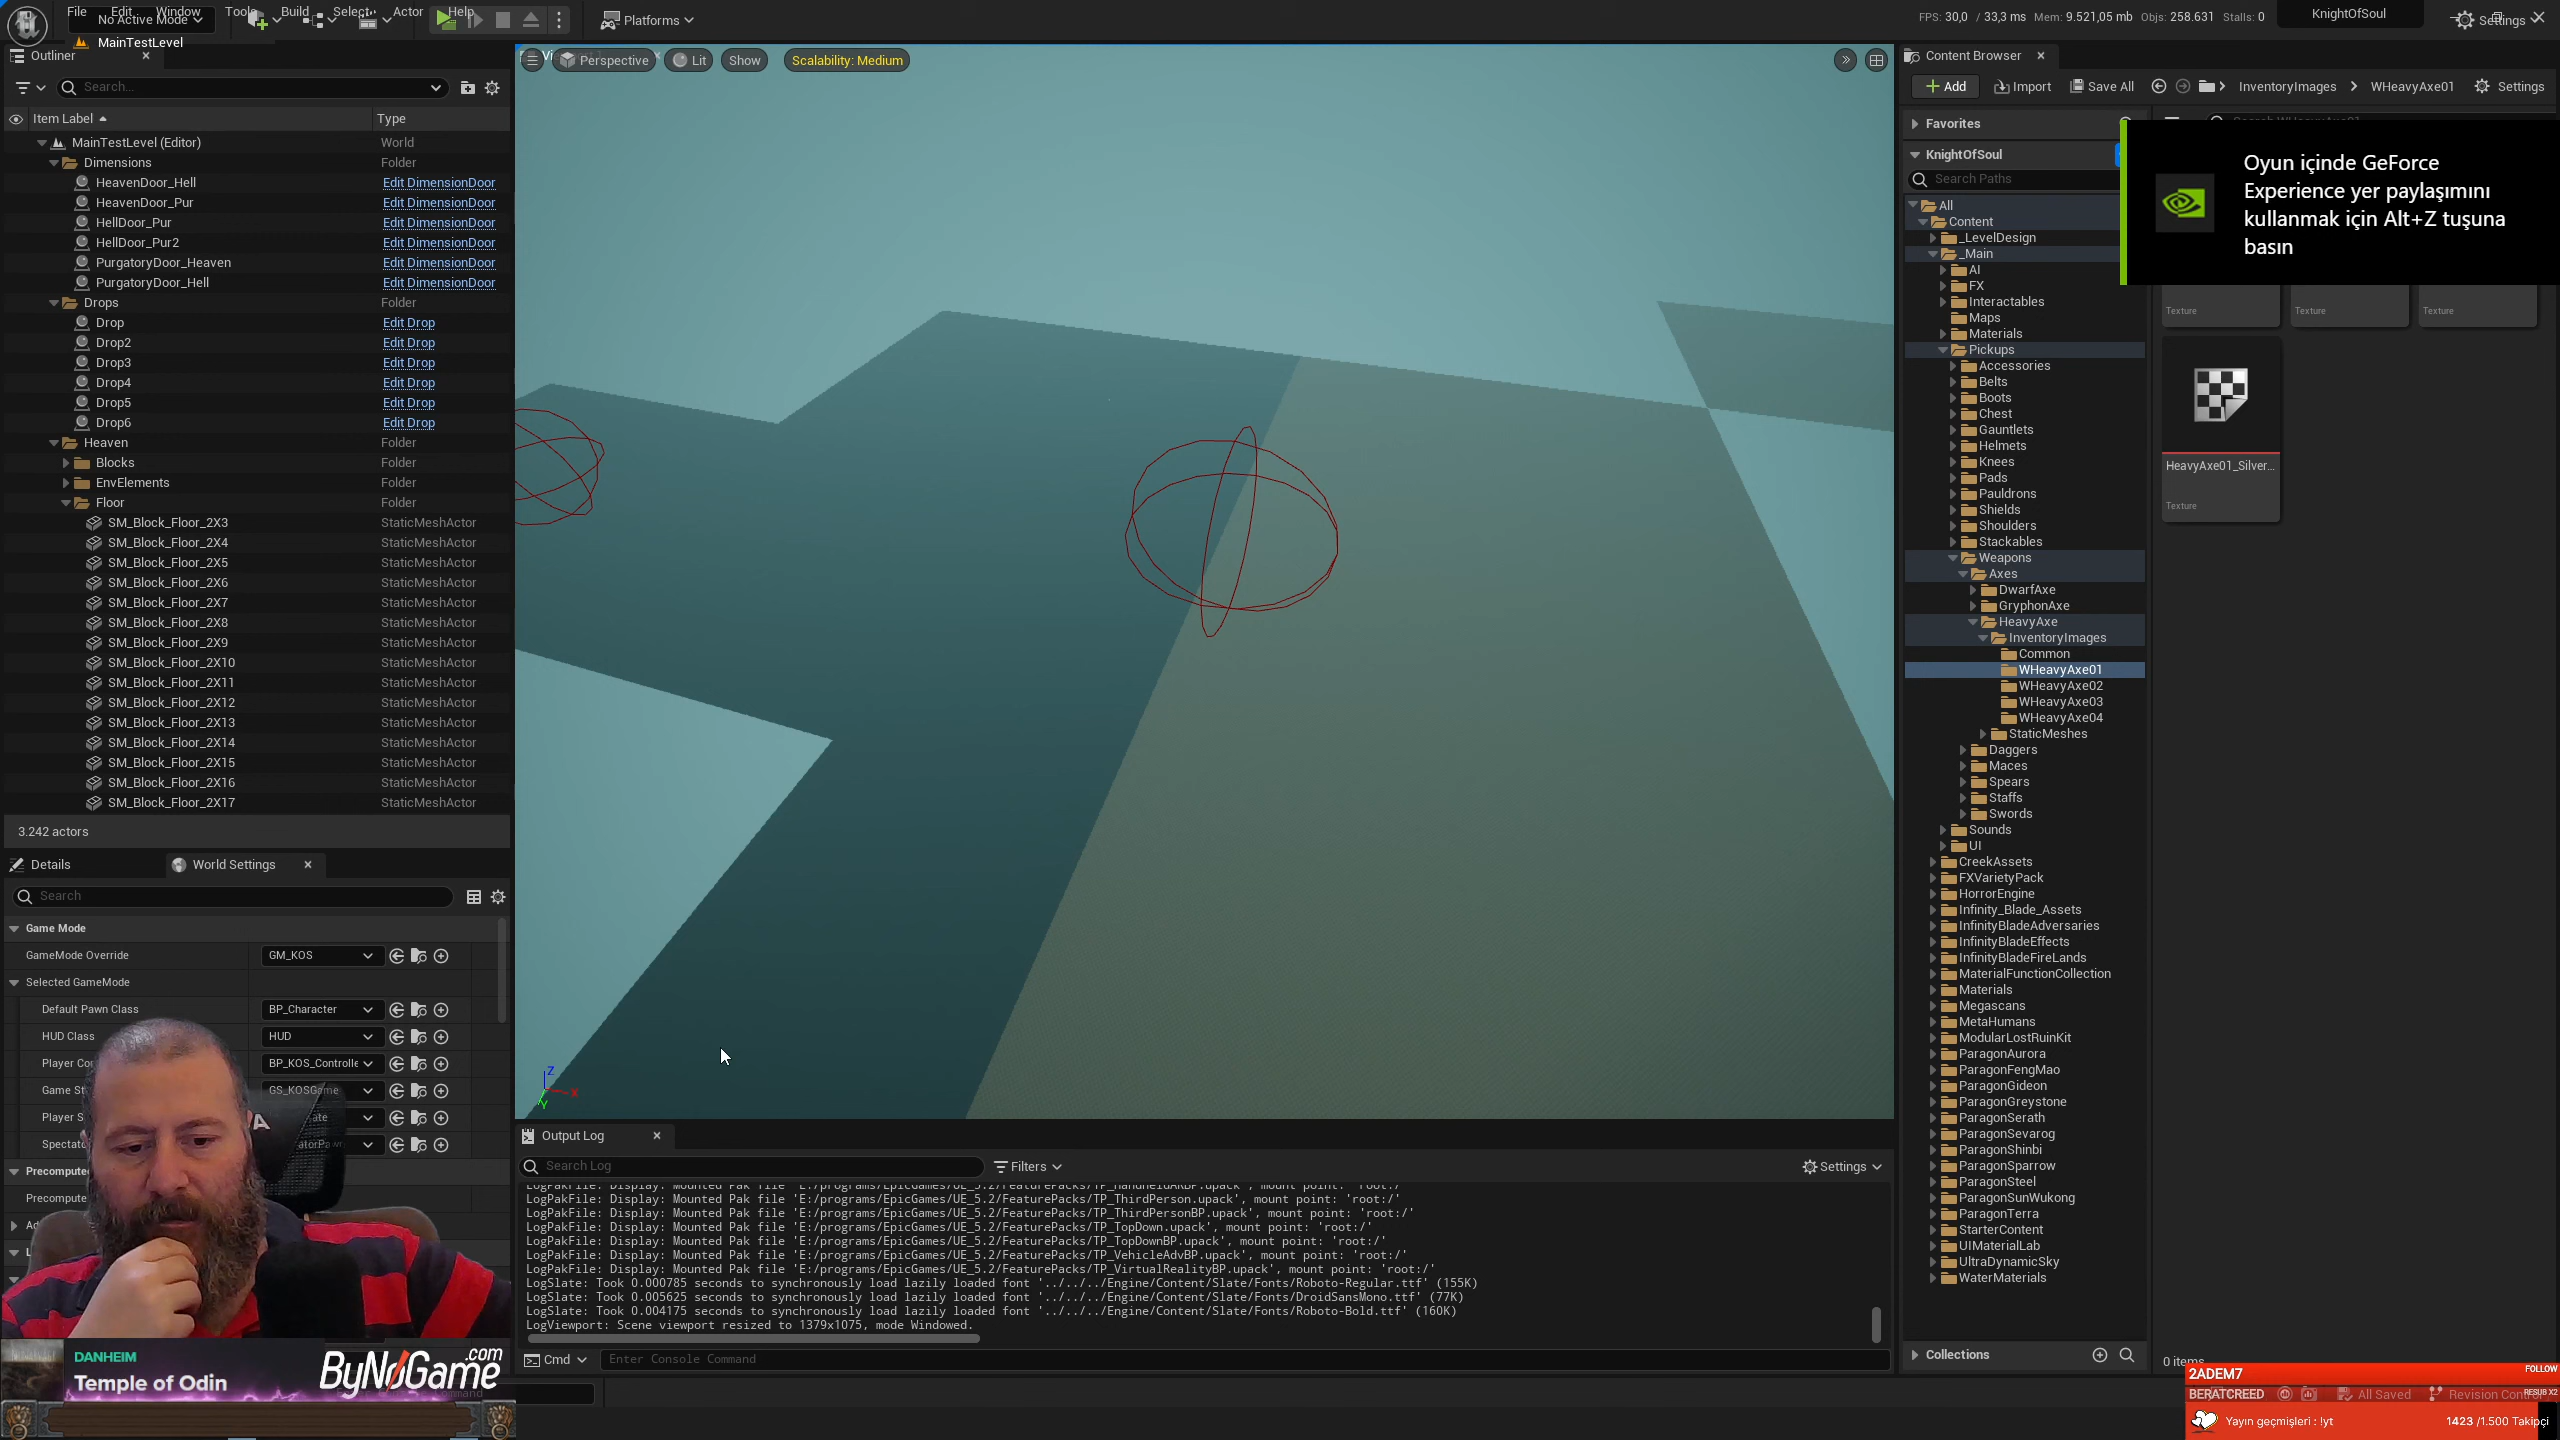 File Edit Window Tools Build Select Actor Help
No Active Mode
Platforms
FPS: 30,0 / 33,3 ms Mem: 9.521,05 mb Objs: 258.631 Stalls: 0
KnightOfSoul
Settings
MainTestLevel
Outliner
Search...
Item Label Type
MainTestLevel (Editor) World
Dimensions Folder
HeavenDoor_Hell Edit DimensionDoor
HeavenDoor_Pur Edit DimensionDoor
HellDoor_Pur Edit DimensionDoor
HellDoor_Pur2 Edit DimensionDoor
PurgatoryDoor_Heaven Edit DimensionDoor
PurgatoryDoor_Hell Edit DimensionDoor
Drops Folder
Drop Edit Drop
Drop2 Edit Drop
Drop3 Edit Drop
Drop4 Edit Drop
Drop5 Edit Drop
Drop6 Edit Drop
Heaven Folder
Blocks Folder
EnvElements Folder
Floor Folder
SM_Block_Floor_2X3 StaticMeshActor
SM_Block_Floor_2X4 StaticMeshActor
SM_Block_Floor_2X5 StaticMeshActor
SM_Block_Floor_2X6 StaticMeshActor
SM_Block_Floor_2X7 StaticMeshActor
SM_Block_Floor_2X8 StaticMeshActor
SM_Block_Floor_2X9 StaticMeshActor
SM_Block_Floor_2X10 StaticMeshActor
SM_Block_Floor_2X11 StaticMeshActor
SM_Block_Floor_2X12 StaticMeshActor
SM_Block_Floor_2X13 StaticMeshActor
SM_Block_Floor_2X14 StaticMeshActor
SM_Block_Floor_2X15 StaticMeshActor
SM_Block_Floor_2X16 StaticMeshActor
SM_Block_Floor_2X17 StaticMeshActor
3.242 actors
Details World Settings
Search
Game Mode
GameMode Override GM_KOS
Selected GameMode
Default Pawn Class BP_Character
HUD Class HUD
Player Co BP_KOS_Controlle
Game St GS_KOSGame
Player S
Spectato
Precompute
Precompute
DANHEIM
Temple of Odin
ByNoGame .com
Perspective Lit Show Scalability: Medium
X
Y
Z
Output Log
Search Log
Filters
Settings
LogPakFile: Display: Mounted Pak file 'E:/programs/EpicGames/UE_5.2/FeaturePacks/TP_ThirdPerson.upack', mount point: 'root:/'
LogPakFile: Display: Mounted Pak file 'E:/programs/EpicGames/UE_5.2/FeaturePacks/TP_ThirdPersonBP.upack', mount point: 'root:/'
LogPakFile: Display: Mounted Pak file 'E:/programs/EpicGames/UE_5.2/FeaturePacks/TP_TopDown.upack', mount point: 'root:/'
LogPakFile: Display: Mounted Pak file 'E:/programs/EpicGames/UE_5.2/FeaturePacks/TP_TopDownBP.upack', mount point: 'root:/'
LogPakFile: Display: Mounted Pak file 'E:/programs/EpicGames/UE_5.2/FeaturePacks/TP_VehicleAdvBP.upack', mount point: 'root:/'
LogPakFile: Display: Mounted Pak file 'E:/programs/EpicGames/UE_5.2/FeaturePacks/TP_VirtualRealityBP.upack', mount point: 'root:/'
LogSlate: Took 0.000785 seconds to synchronously load lazily loaded font '../../../Engine/Content/Slate/Fonts/Roboto-Regular.ttf' (155K)
LogSlate: Took 0.005625 seconds to synchronously load lazily loaded font '../../../Engine/Content/Slate/Fonts/DroidSansMono.ttf' (77K)
LogSlate: Took 0.004175 seconds to synchronously load lazily loaded font '../../../Engine/Content/Slate/Fonts/Roboto-Bold.ttf' (160K)
LogViewport: Scene viewport resized to 1379x1075, mode Windowed.
Cmd Enter Console Command
Content Browser
Add Import Save All InventoryImages WHeavyAxe01 Settings
Favorites
KnightOfSoul
Search Paths
All
Content
_LevelDesign
_Main
AI
FX
Interactables
Maps
Materials
Pickups
Accessories
Belts
Boots
Chest
Gauntlets
Helmets
Knees
Pads
Pauldrons
Shields
Shoulders
Stackables
Weapons
Axes
DwarfAxe
GryphonAxe
HeavyAxe
InventoryImages
Common
WHeavyAxe01
WHeavyAxe02
WHeavyAxe03
WHeavyAxe04
StaticMeshes
Daggers
Maces
Spears
Staffs
Swords
Sounds
UI
CreekAssets
FXVarietyPack
HorrorEngine
Infinity_Blade_Assets
InfinityBladeAdversaries
InfinityBladeEffects
InfinityBladeFireLands
MaterialFunctionCollection
Materials
Megascans
MetaHumans
ModularLostRuinKit
ParagonAurora
ParagonFengMao
ParagonGideon
ParagonGreystone
ParagonSerath
ParagonSevarog
ParagonShinbi
ParagonSparrow
ParagonSteel
ParagonSunWukong
ParagonTerra
StarterContent
UIMaterialLab
UltraDynamicSky
WaterMaterials
Collections
Oyun içinde GeForce
Experience yer paylaşımını
kullanmak için Alt+Z tuşuna
basın
Texture Texture Texture
HeavyAxe01_Silver...
Texture
0 items
2ADEM7 FOLLOW
BERATCREED RESUB X2
All Saved Revision Control
Yayın geçmişleri : !yt 1423 /1.500 Takipçi